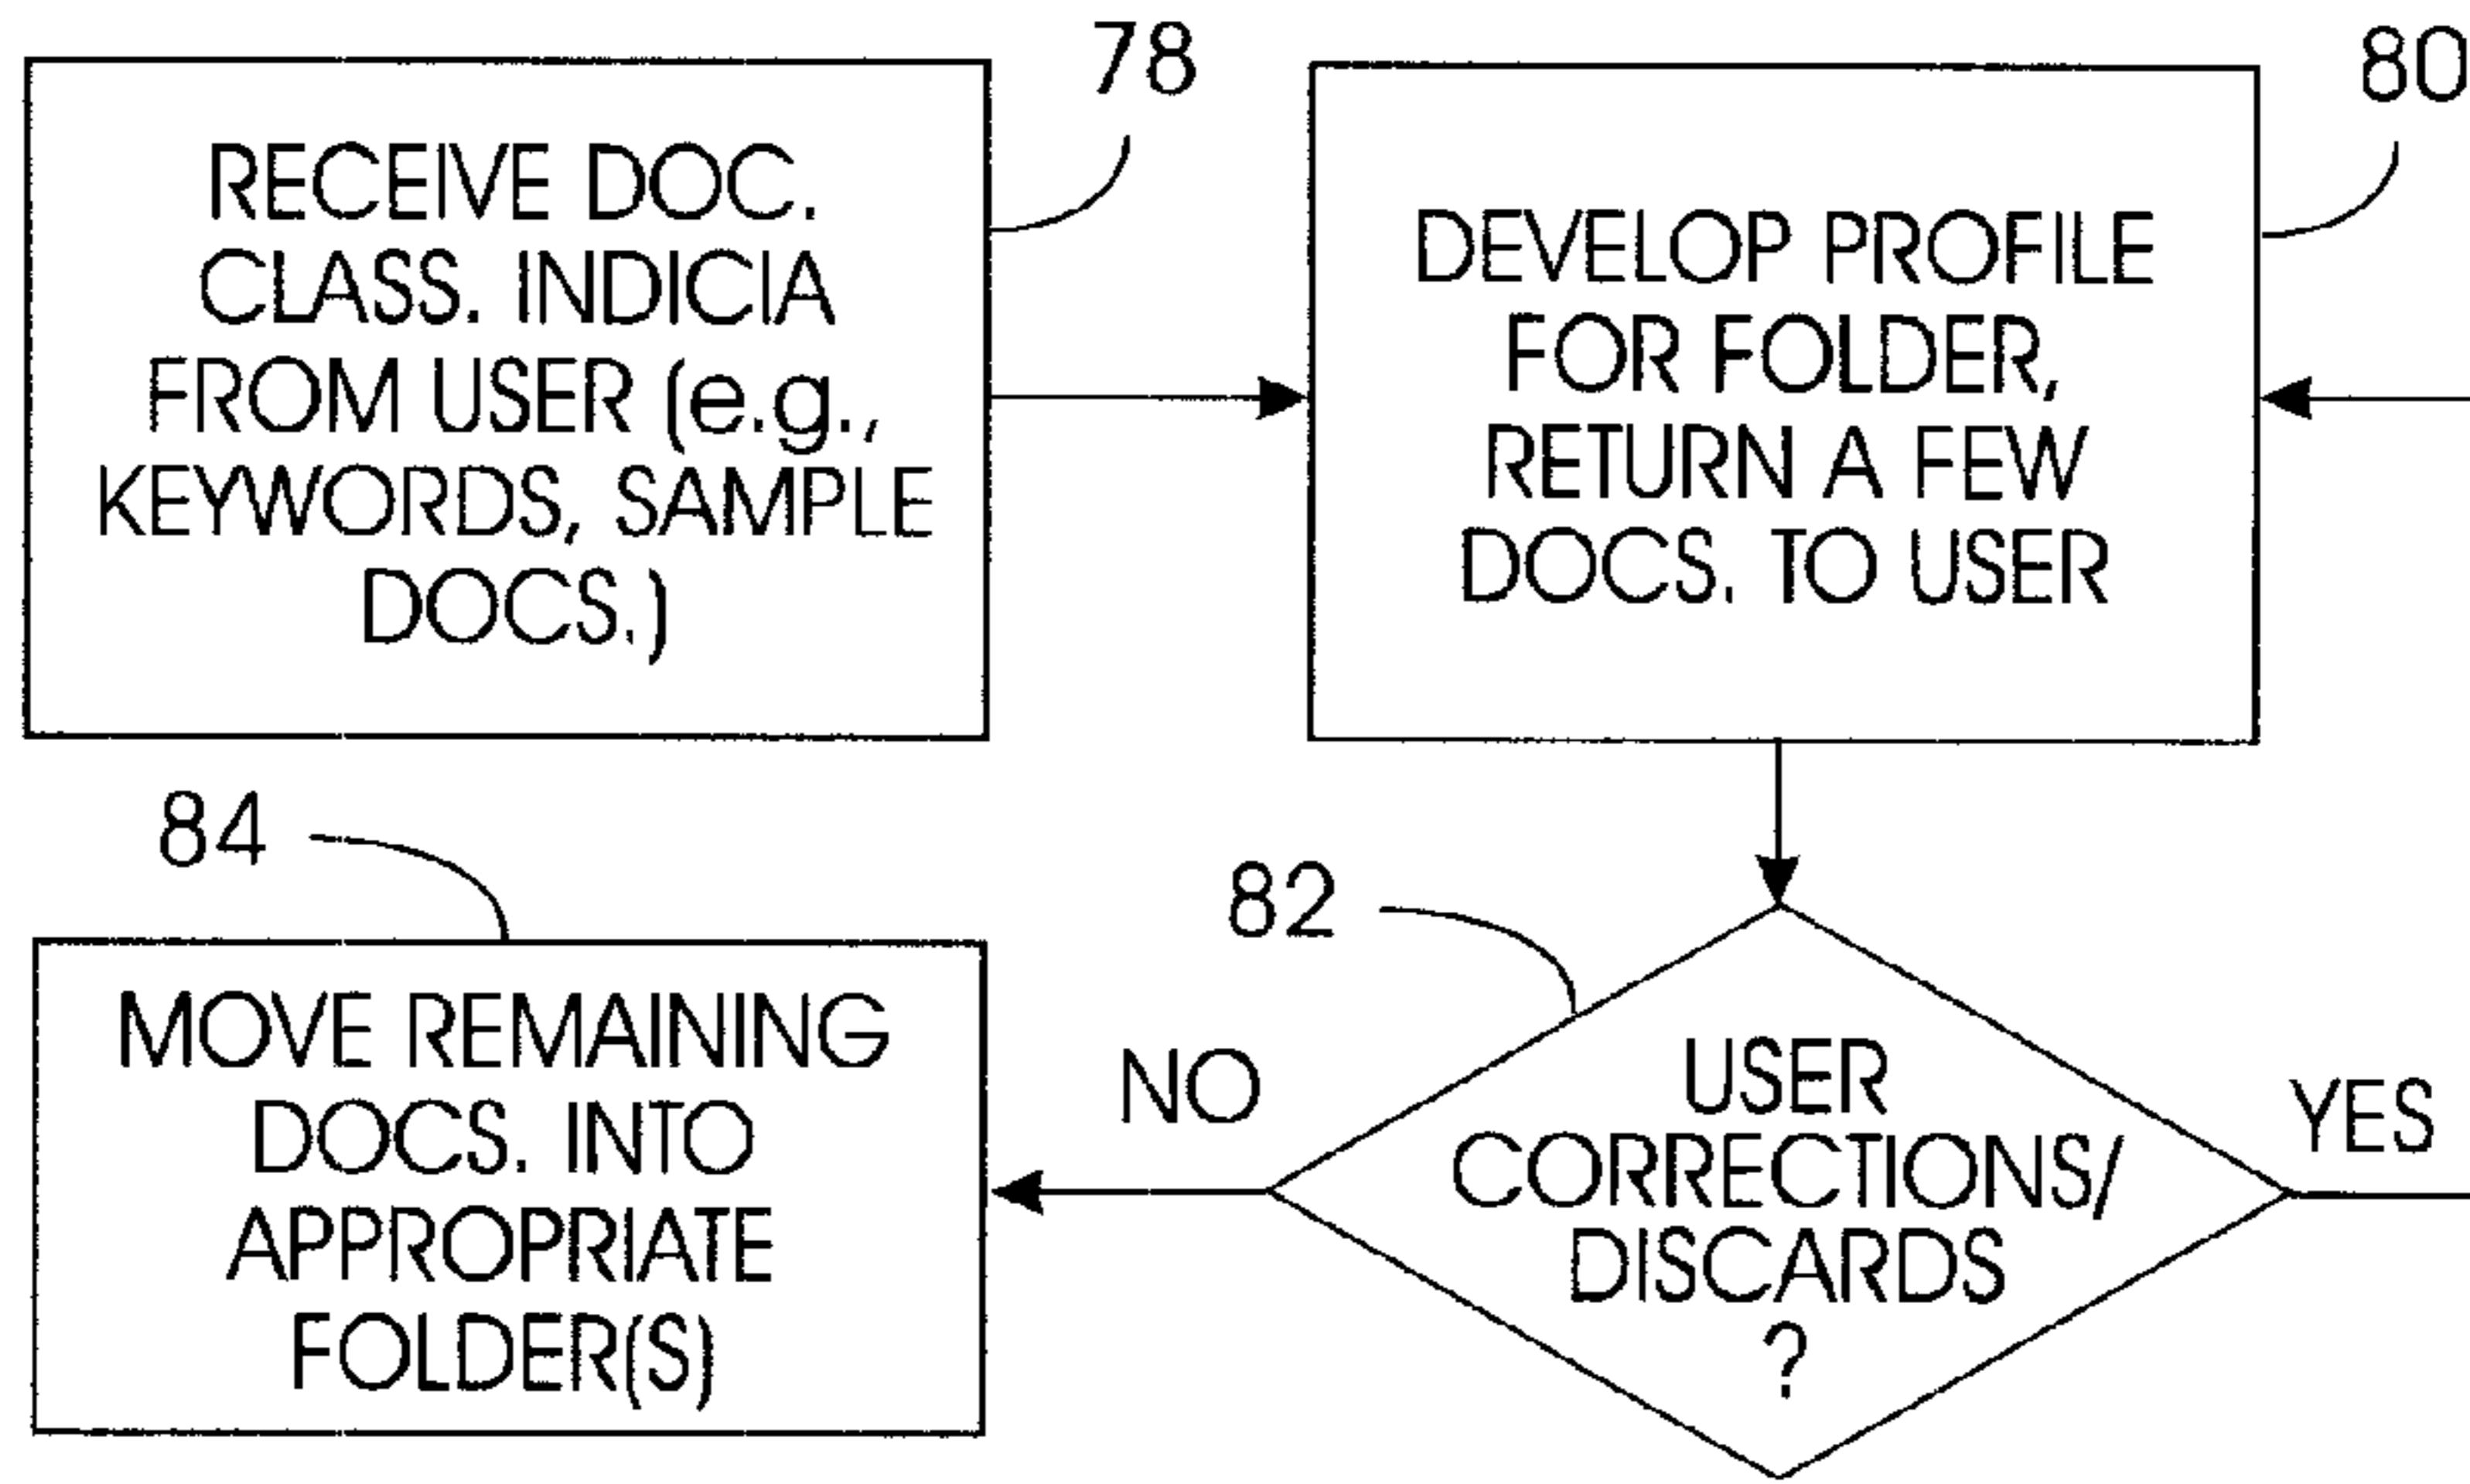 78
RECEIVE DOC.
CLASS. INDICIA
FROM USER (e.g.,
KEYWORDS, SAMPLE
DOCS.)
80
DEVELOP PROFILE
FOR FOLDER,
RETURN A FEW
DOCS. TO USER
82
USER
CORRECTIONS/
DISCARDS
?
YES
NO
84
MOVE REMAINING
DOCS. INTO
APPROPRIATE
FOLDER(S)